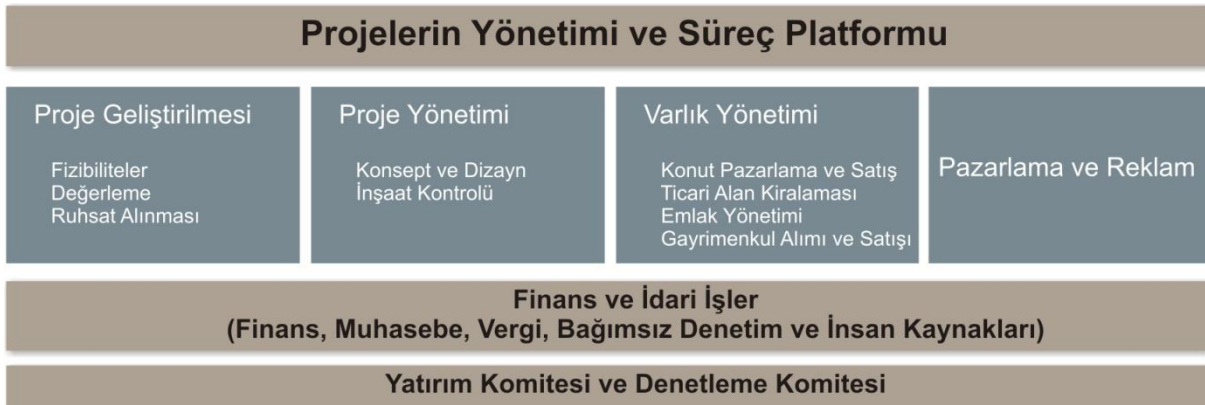 Projelerin Yönetimi ve Süreç Platformu
Proje Geliştirilmesi
Fizibiliteler
Değerleme
Ruhsat Alınması
Proje Yönetimi
Konsept ve Dizayn
İnşaat Kontrolü
Varlık Yönetimi
Konut Pazarlama ve Satış
Ticari Alan Kiralaması
Emlak Yönetimi
Gayrimenkul Alımı ve Satışı
Pazarlama ve Reklam
Finans ve İdari İşler
(Finans, Muhasebe, Vergi, Bağımsız Denetim ve İnsan Kaynakları)
Yatırım Komitesi ve Denetleme Komitesi